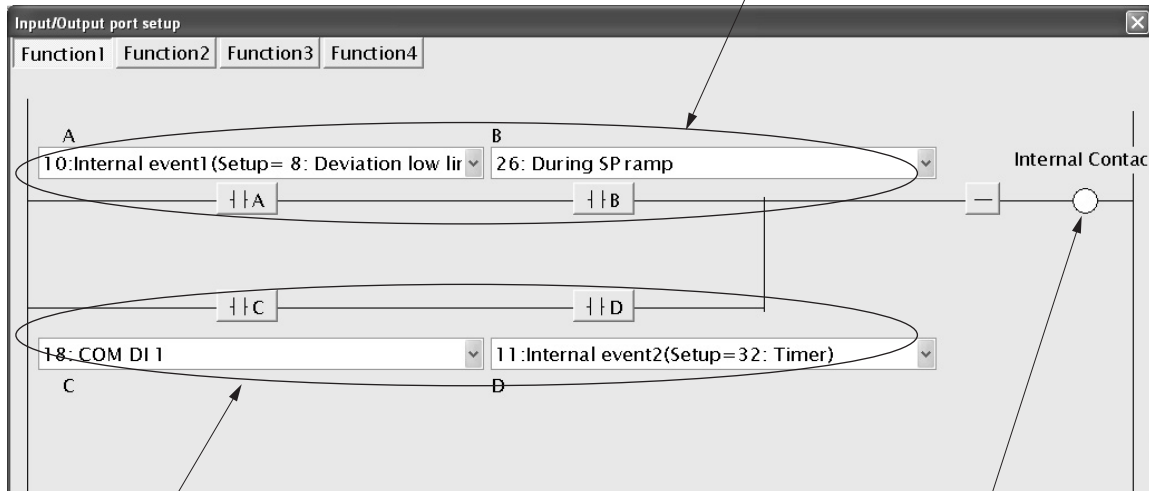 Input/Output port setup
Function1 Function2 Function3 Function4
A B
10:Internal event1(Setup= 8: Deviation low lir 26: During SP ramp
Internal Contac
A B
C D
18: COM DI 1 11:Internal event2(Setup=32: Timer)
C D